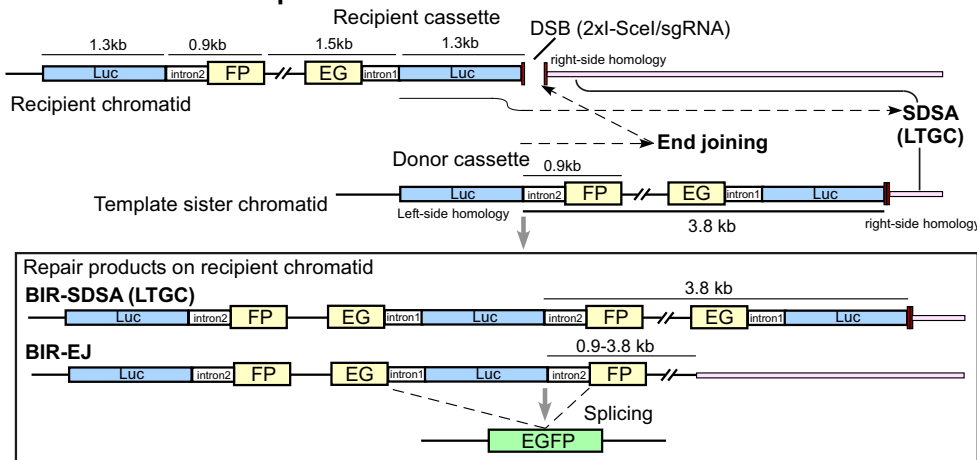 Recipient cassette
DSB (2xI-SceI/sgRNA)
1.3kb 0.9kb 1.5kb 1.3kb
right-side homology
Luc intron2 FP EG intron1 Luc
Recipient chromatid
SDSA
(LTGC)
End joining
Donor cassette
0.9kb
Luc intron2 FP EG intron1 Luc
Template sister chromatid
Left-side homology
3.8 kb
right-side homology
Repair products on recipient chromatid
BIR-SDSA (LTGC)
3.8 kb
Luc intron2 FP EG intron1 Luc intron2 FP EG intron1 Luc
BIR-EJ
0.9-3.8 kb
Luc intron2 FP EG intron1 Luc intron2 FP
Splicing
EGFP